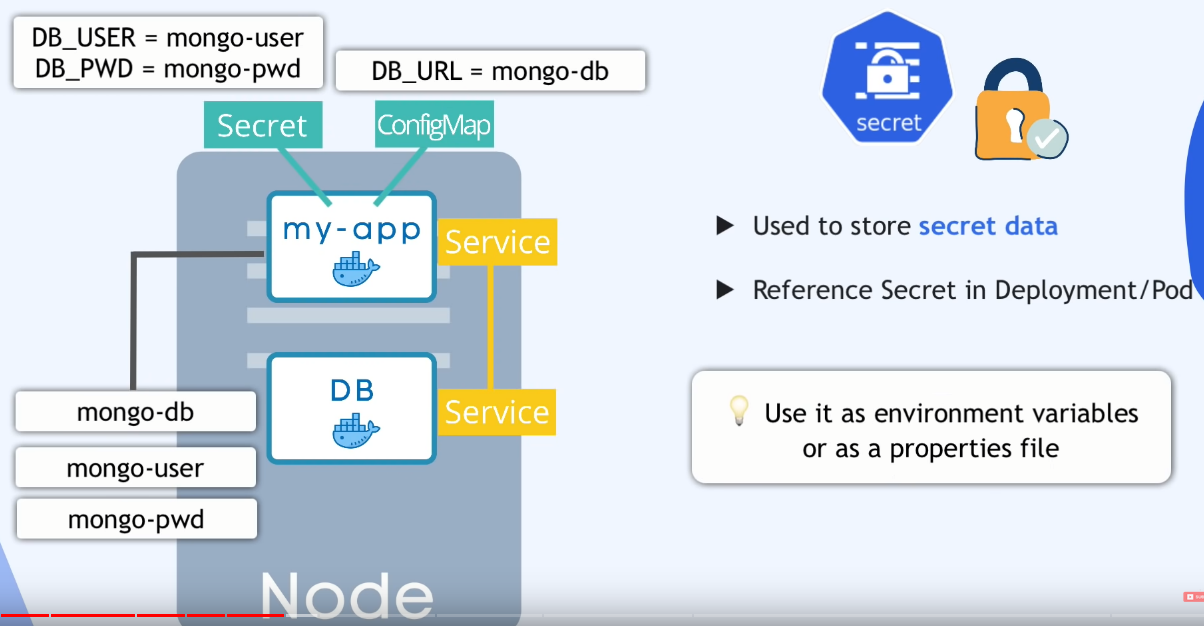 DB_USER = mongo-user
DB_PWD = mongo-pwd
DB_URL = mongo-db
Secret
ConfigMap
my-app
Service
DB
Service
mongo-db
mongo-user
mongo-pwd
Node
secret
▶ Used to store secret data
▶ Reference Secret in Deployment/Pod
Use it as environment variables
or as a properties file